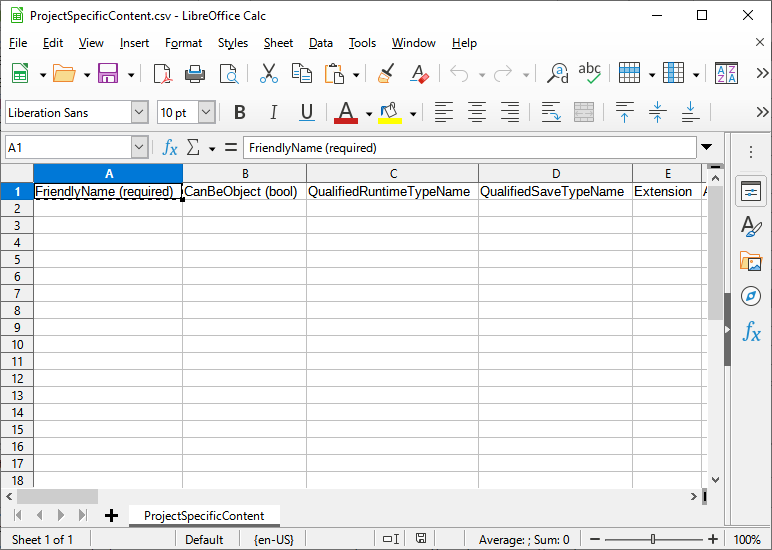 ProjectSpecificContent.csv - LibreOffice Calc
File Edit View Insert Format Styles Sheet Data Tools Window Help
Liberation Sans 10 pt B I U A
A1 fx Σ = FriendlyName (required)
A B C D E
1 FriendlyName (required) CanBeObject (bool) QualifiedRuntimeTypeName QualifiedSaveTypeName Extension
2
3
4
5
6
7
8
9
10
11
12
13
14
15
16
17
18
ProjectSpecificContent
Sheet 1 of 1 Default {en-US} Average: ; Sum: 0 100%